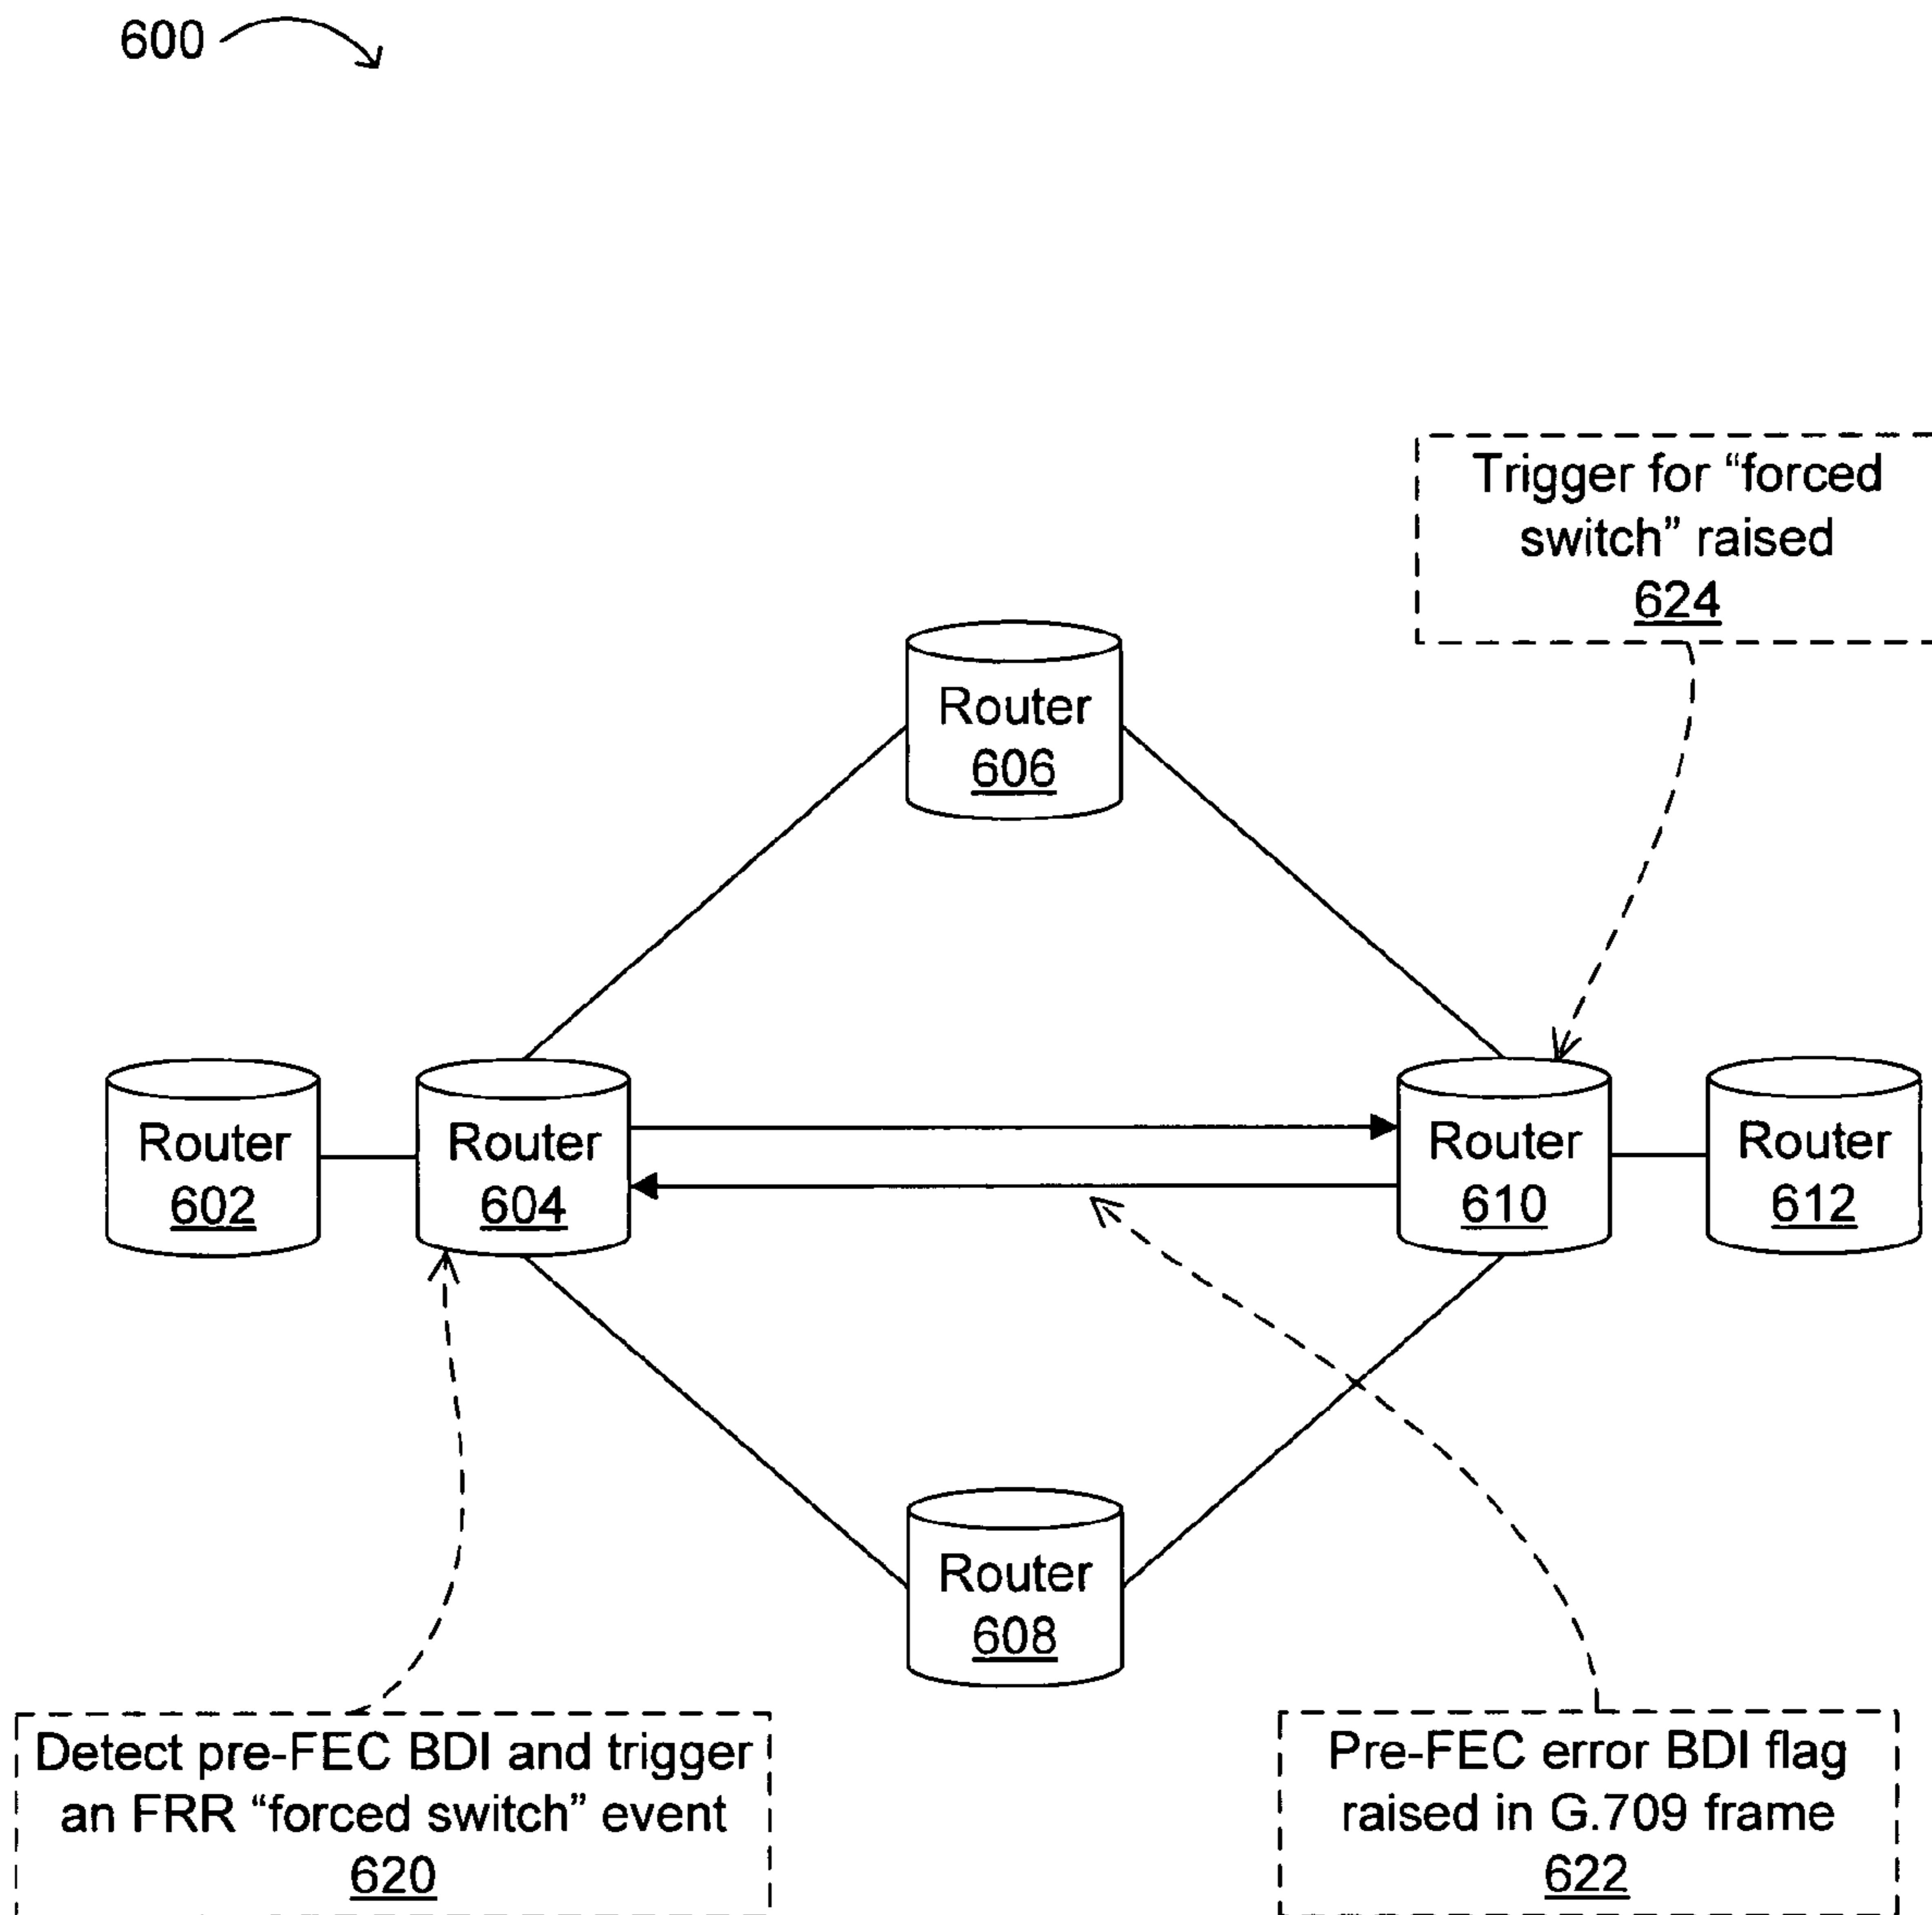 600
Trigger for “forced
switch” raised
624
Router
606
Router
602
Router
604
Router
610
Router
612
Router
608
Detect pre-FEC BDI and trigger
an FRR “forced switch” event
620
Pre-FEC error BDI flag
raised in G.709 frame
622